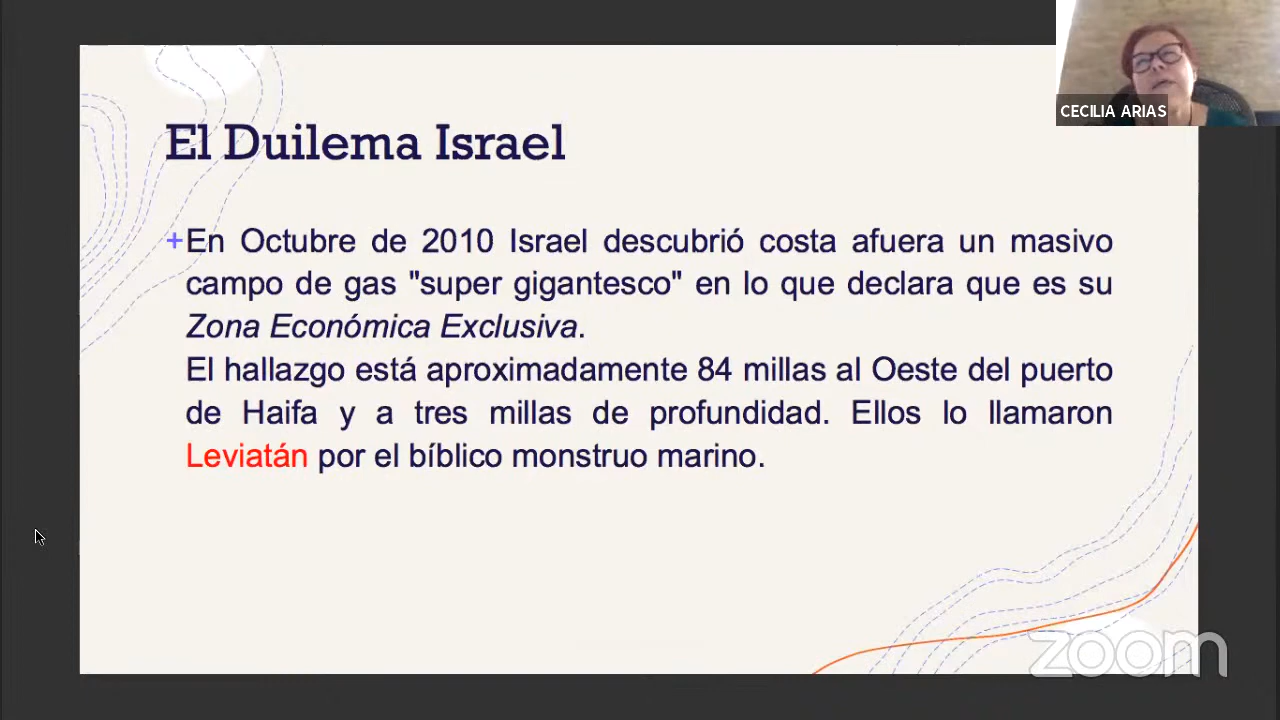 CECILIA ARIAS
El Duilema Israel
+En Octubre de 2010 Israel descubrió costa afuera un masivo
campo de gas "super gigantesco" en lo que declara que es su
Zona Económica Exclusiva.
El hallazgo está aproximadamente 84 millas al Oeste del puerto
de Haifa y a tres millas de profundidad. Ellos lo llamaron
Leviatán por el bíblico monstruo marino.
zoom